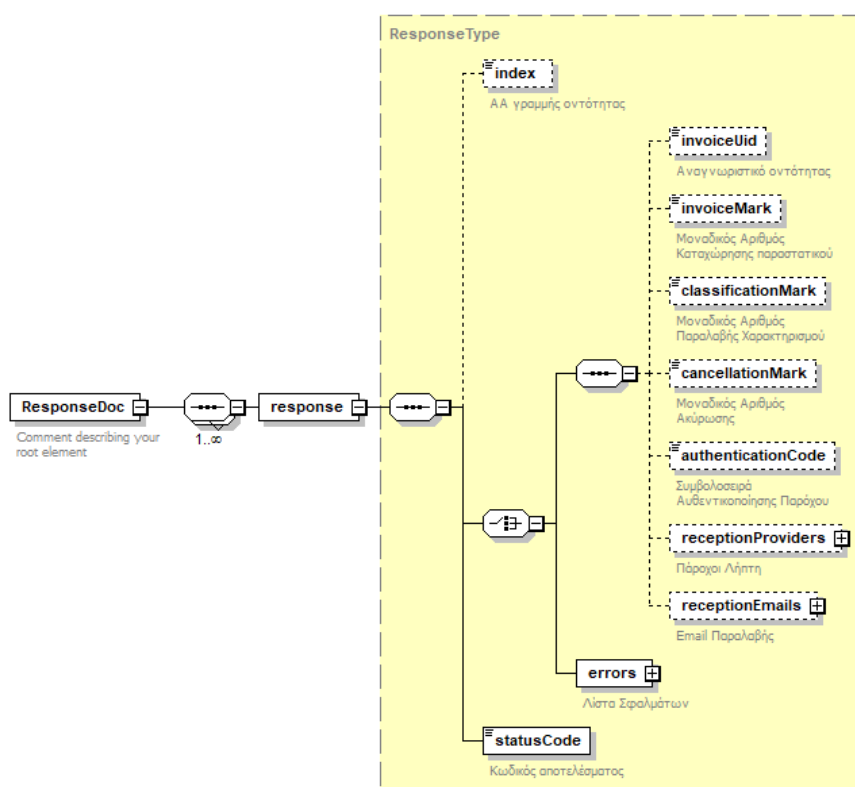 ResponseType
index
ΑΑ γραμμής οντότητας
invoiceUid
Αναγνωριστικό οντότητας
invoiceMark
Μοναδικός Αριθμός
Καταχώρησης παραστατικού
classificationMark
Μοναδικός Αριθμός
Παραλαβής Χαρακτηρισμού
cancellationMark
Μοναδικός Αριθμός
Ακύρωσης
ResponseDoc
response
1..∞
Comment describing your
root element
authenticationCode
Συμβολοσειρά
Αυθεντικοποίησης Παρόχου
receptionProviders
Πάροχοι Λήπτη
receptionEmails
Email Παραλαβής
errors
Λίστα Σφαλμάτων
statusCode
Κωδικός αποτελέσματος